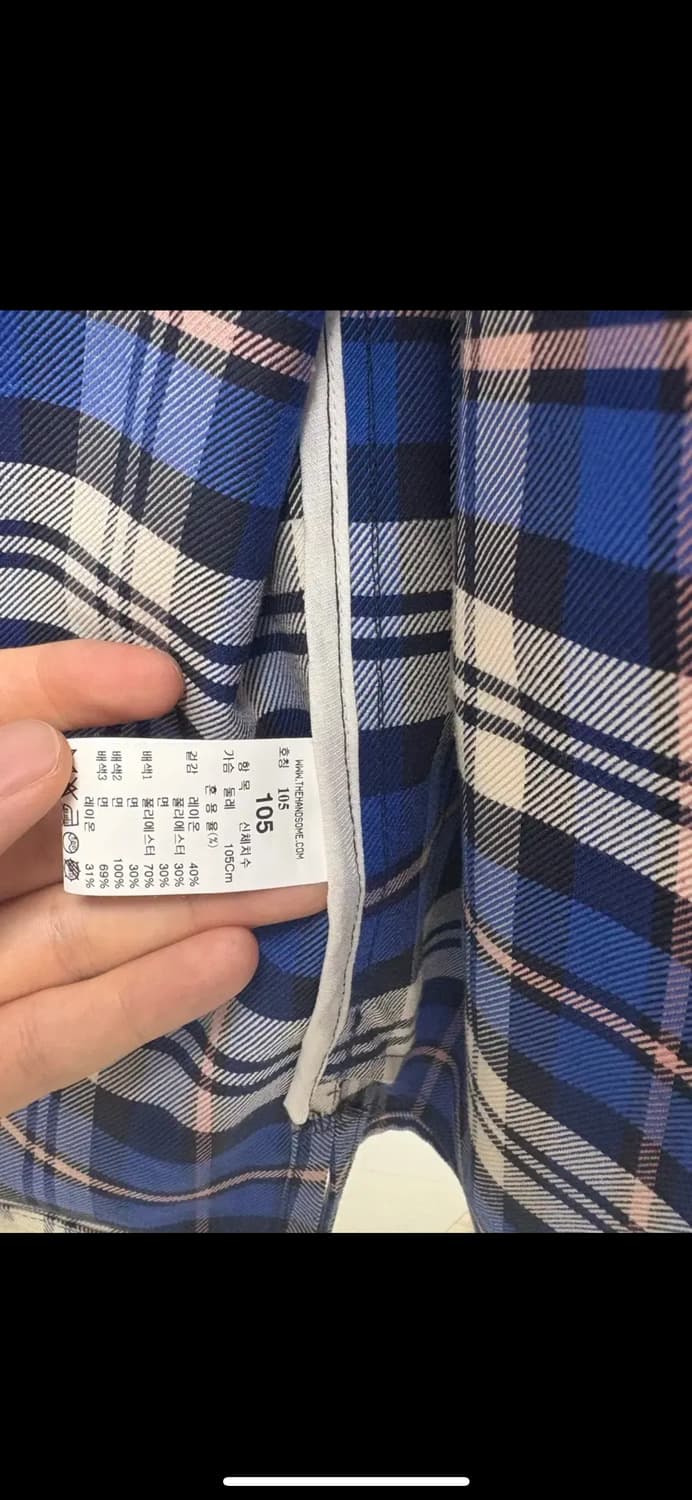 WWW.THEHANDSOME.COM
호칭 105
105
항 목 신체치수
가슴 둘레 105Cm
혼 용 율(%)
겉감 레이온 40%
폴리에스터 30%
면 30%
배색1 폴리에스터 70%
면 30%
배색2 면 100%
배색3 면 69%
레이온 31%